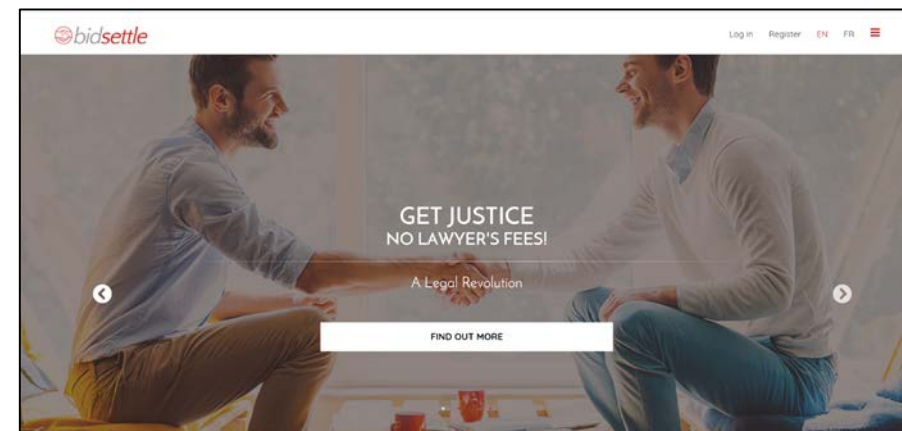 bidsettle
Log in Register EN FR
GET JUSTICE
NO LAWYER'S FEES!
A Legal Revolution
FIND OUT MORE